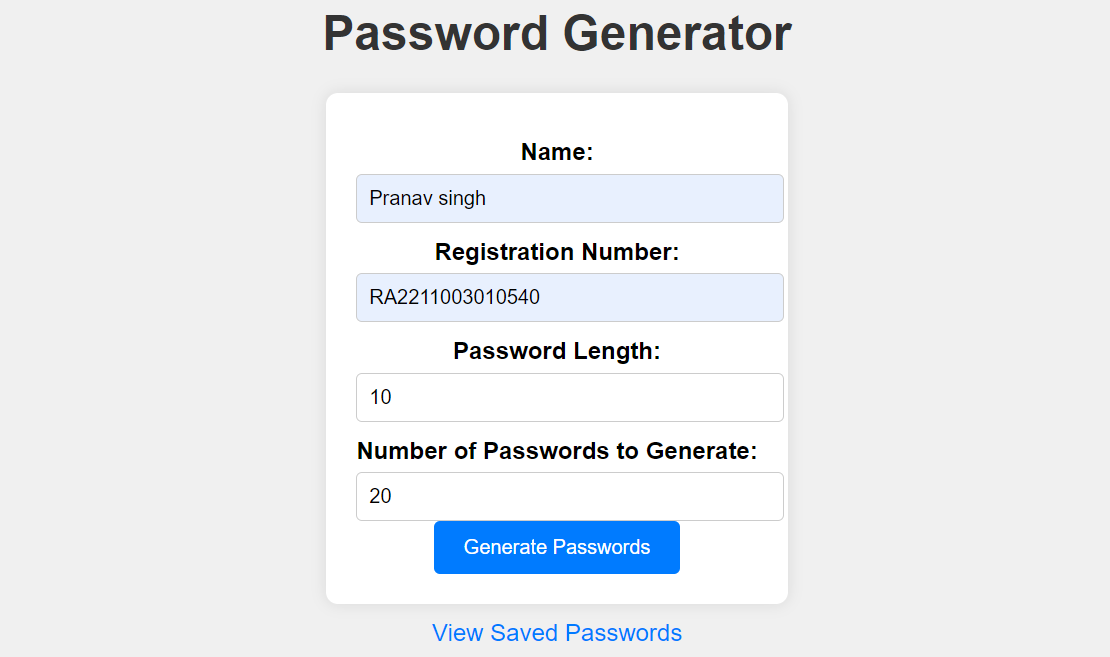 Password Generator
Name:
Pranav singh
Registration Number:
RA2211003010540
Password Length:
10
Number of Passwords to Generate:
20
Generate Passwords
View Saved Passwords